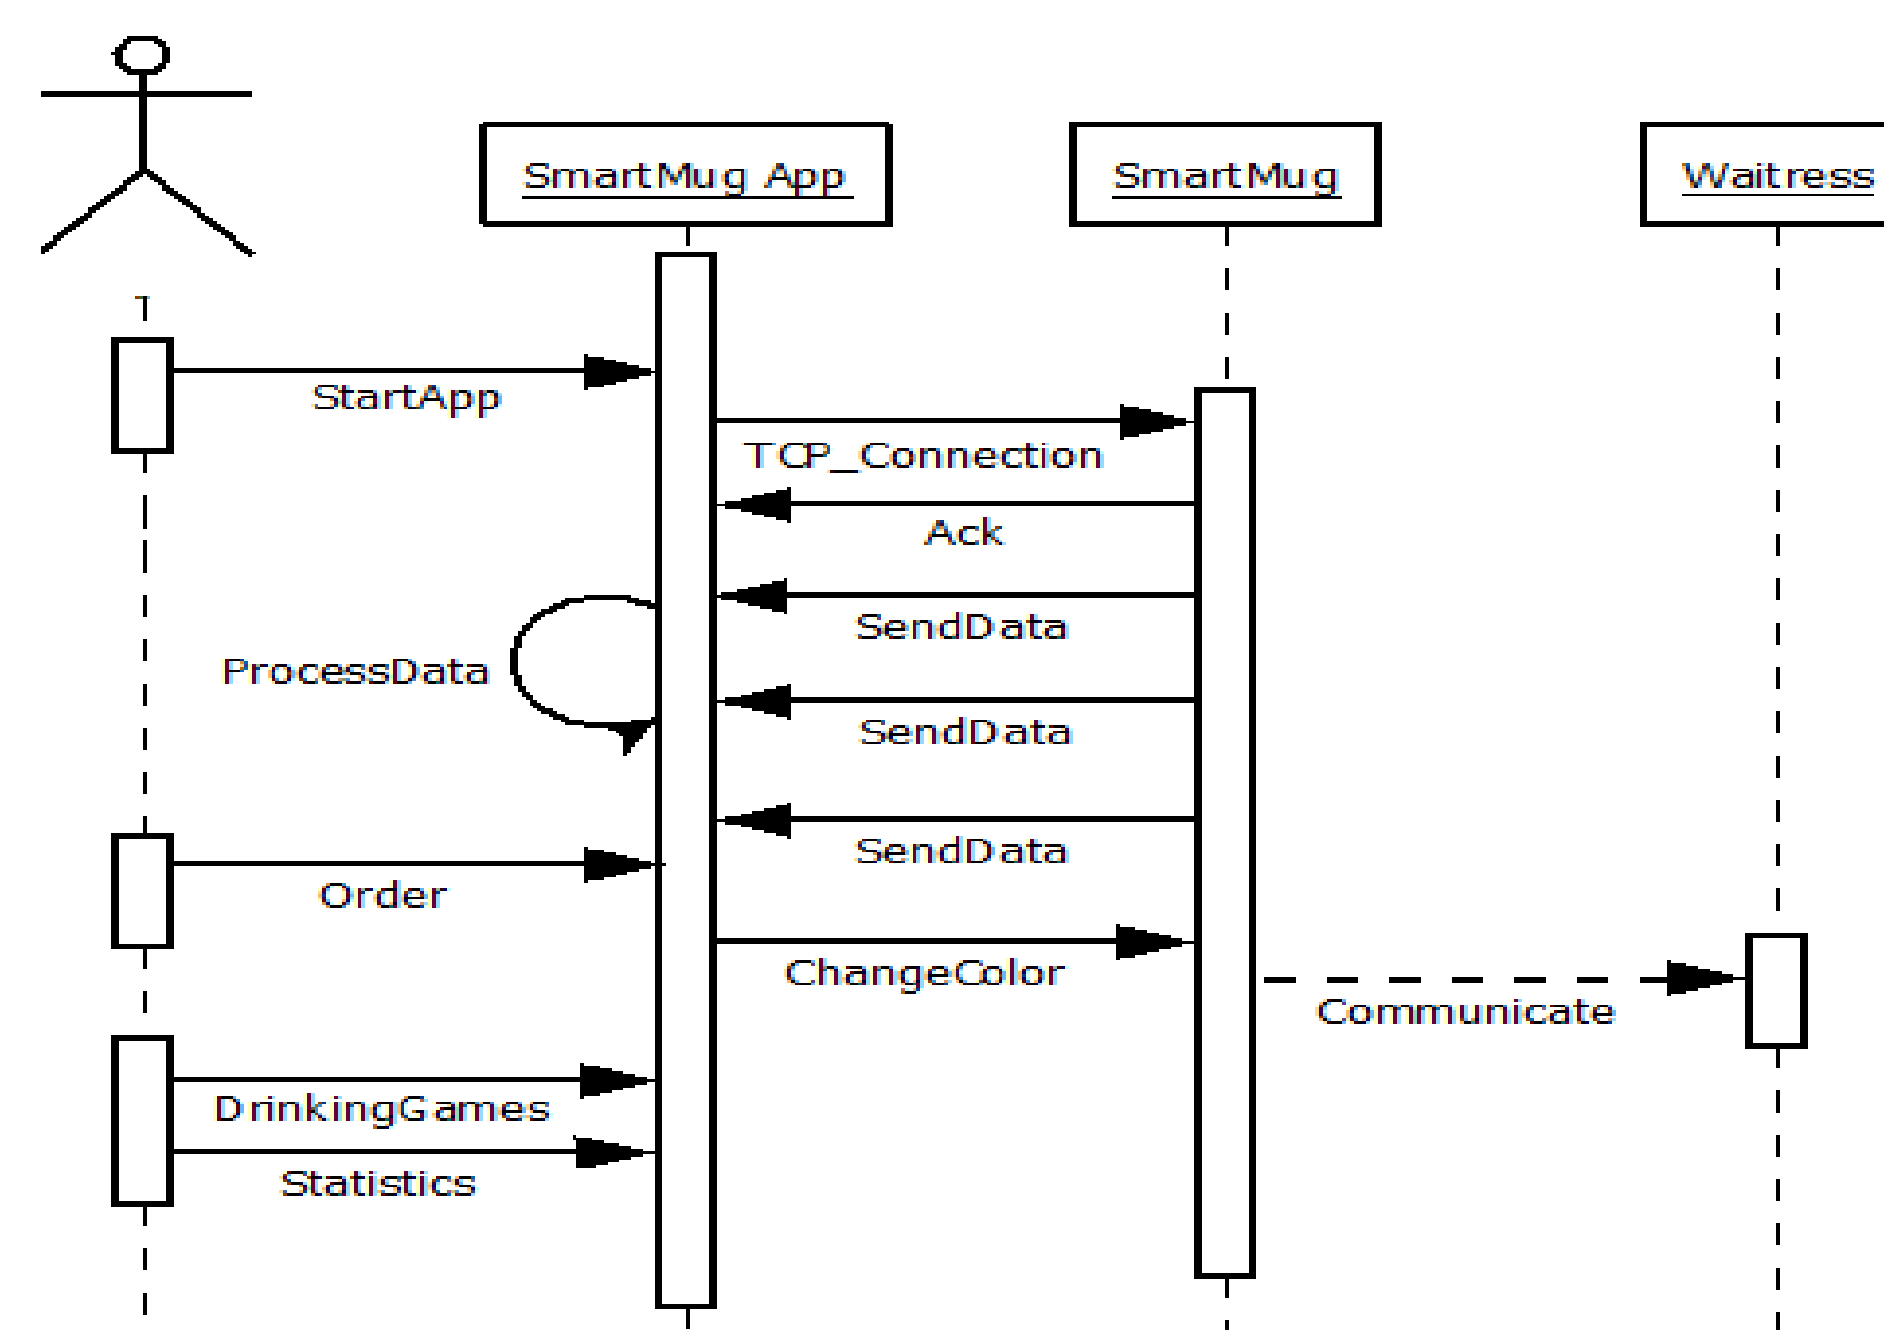 SmartMug App
SmartMug
Waitress
StartApp
TCP_Connection
Ack
SendData
ProcessData
SendData
SendData
Order
ChangeColor
Communicate
DrinkingGames
Statistics